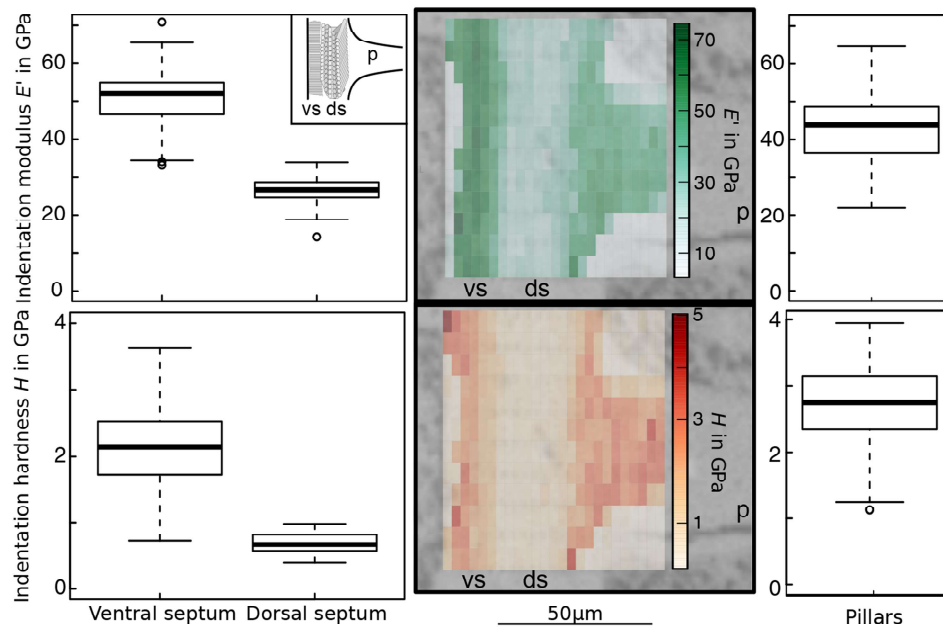 Indentation modulus E' in GPa
60
40
20
0
vs ds
p
70
50
30
10
E' in GPa
p
vs
ds
60
40
20
0
Indentation hardness H in GPa
4
2
0
5
3
1
H in GPa
p
vs
ds
4
2
0
Ventral septum
Dorsal septum
50µm
Pillars